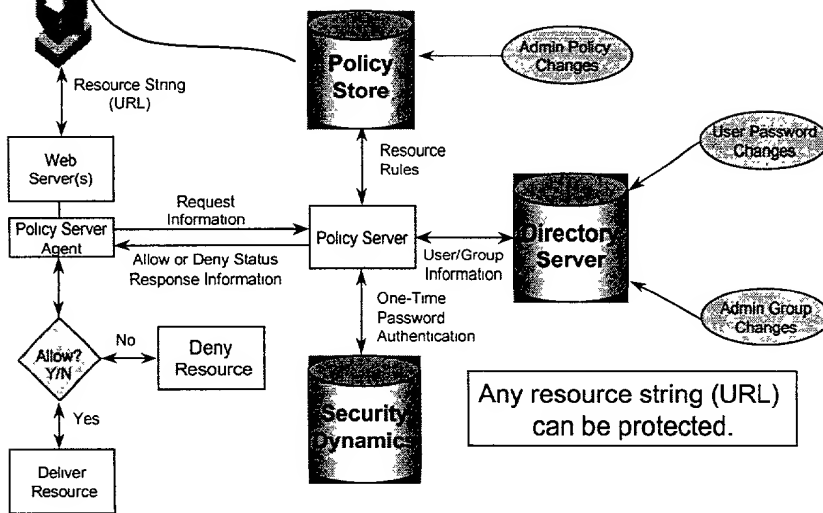 Policy
Store
Admin Policy
Changes
Resource String
(URL)
Web
Server(s)
Resource
Rules
User Password
Changes
Request
Information
Policy Server
Agent
Policy Server
Directory
Server
Allow or Deny Status
Response Information
User/Group
Information
One-Time
Password
Authentication
Admin Group
Changes
Allow?
Y/N
No
Deny
Resource
Yes
Security
Dynamics
Any resource string (URL)
can be protected.
Deliver
Resource